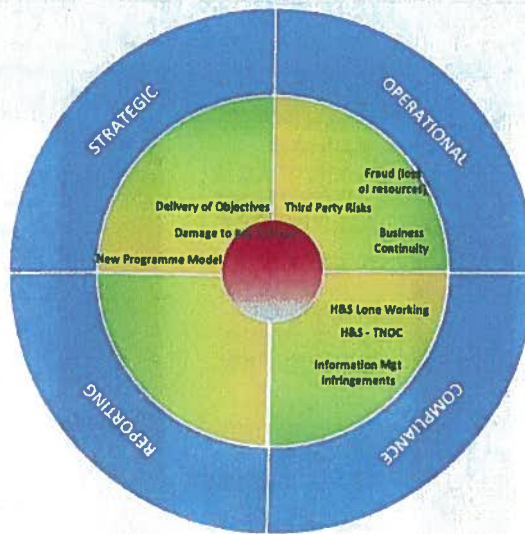 STRATEGIC
OPERATIONAL
Fraud (loss
of resources)
Delivery of Objectives
Third Party Risks
Damage to
Business
Continuity
New Programme Model
H&S Lone Working
H&S - TNOC
Information Mgt
Infringements
REPORTING
COMPLIANCE